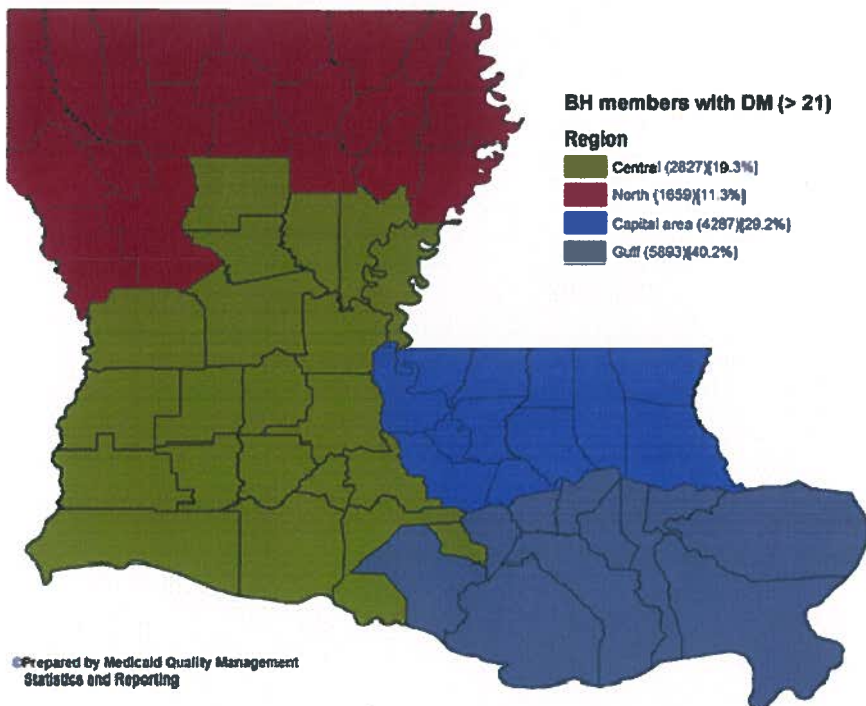 BH members with DM (> 21)
Region
Central (2827)[19.3%]
North (1659)[11.3%]
Capital area (4287)[29.2%]
Gulf (5893)[40.2%]
©Prepared by Medicaid Quality Management
Statistics and Reporting